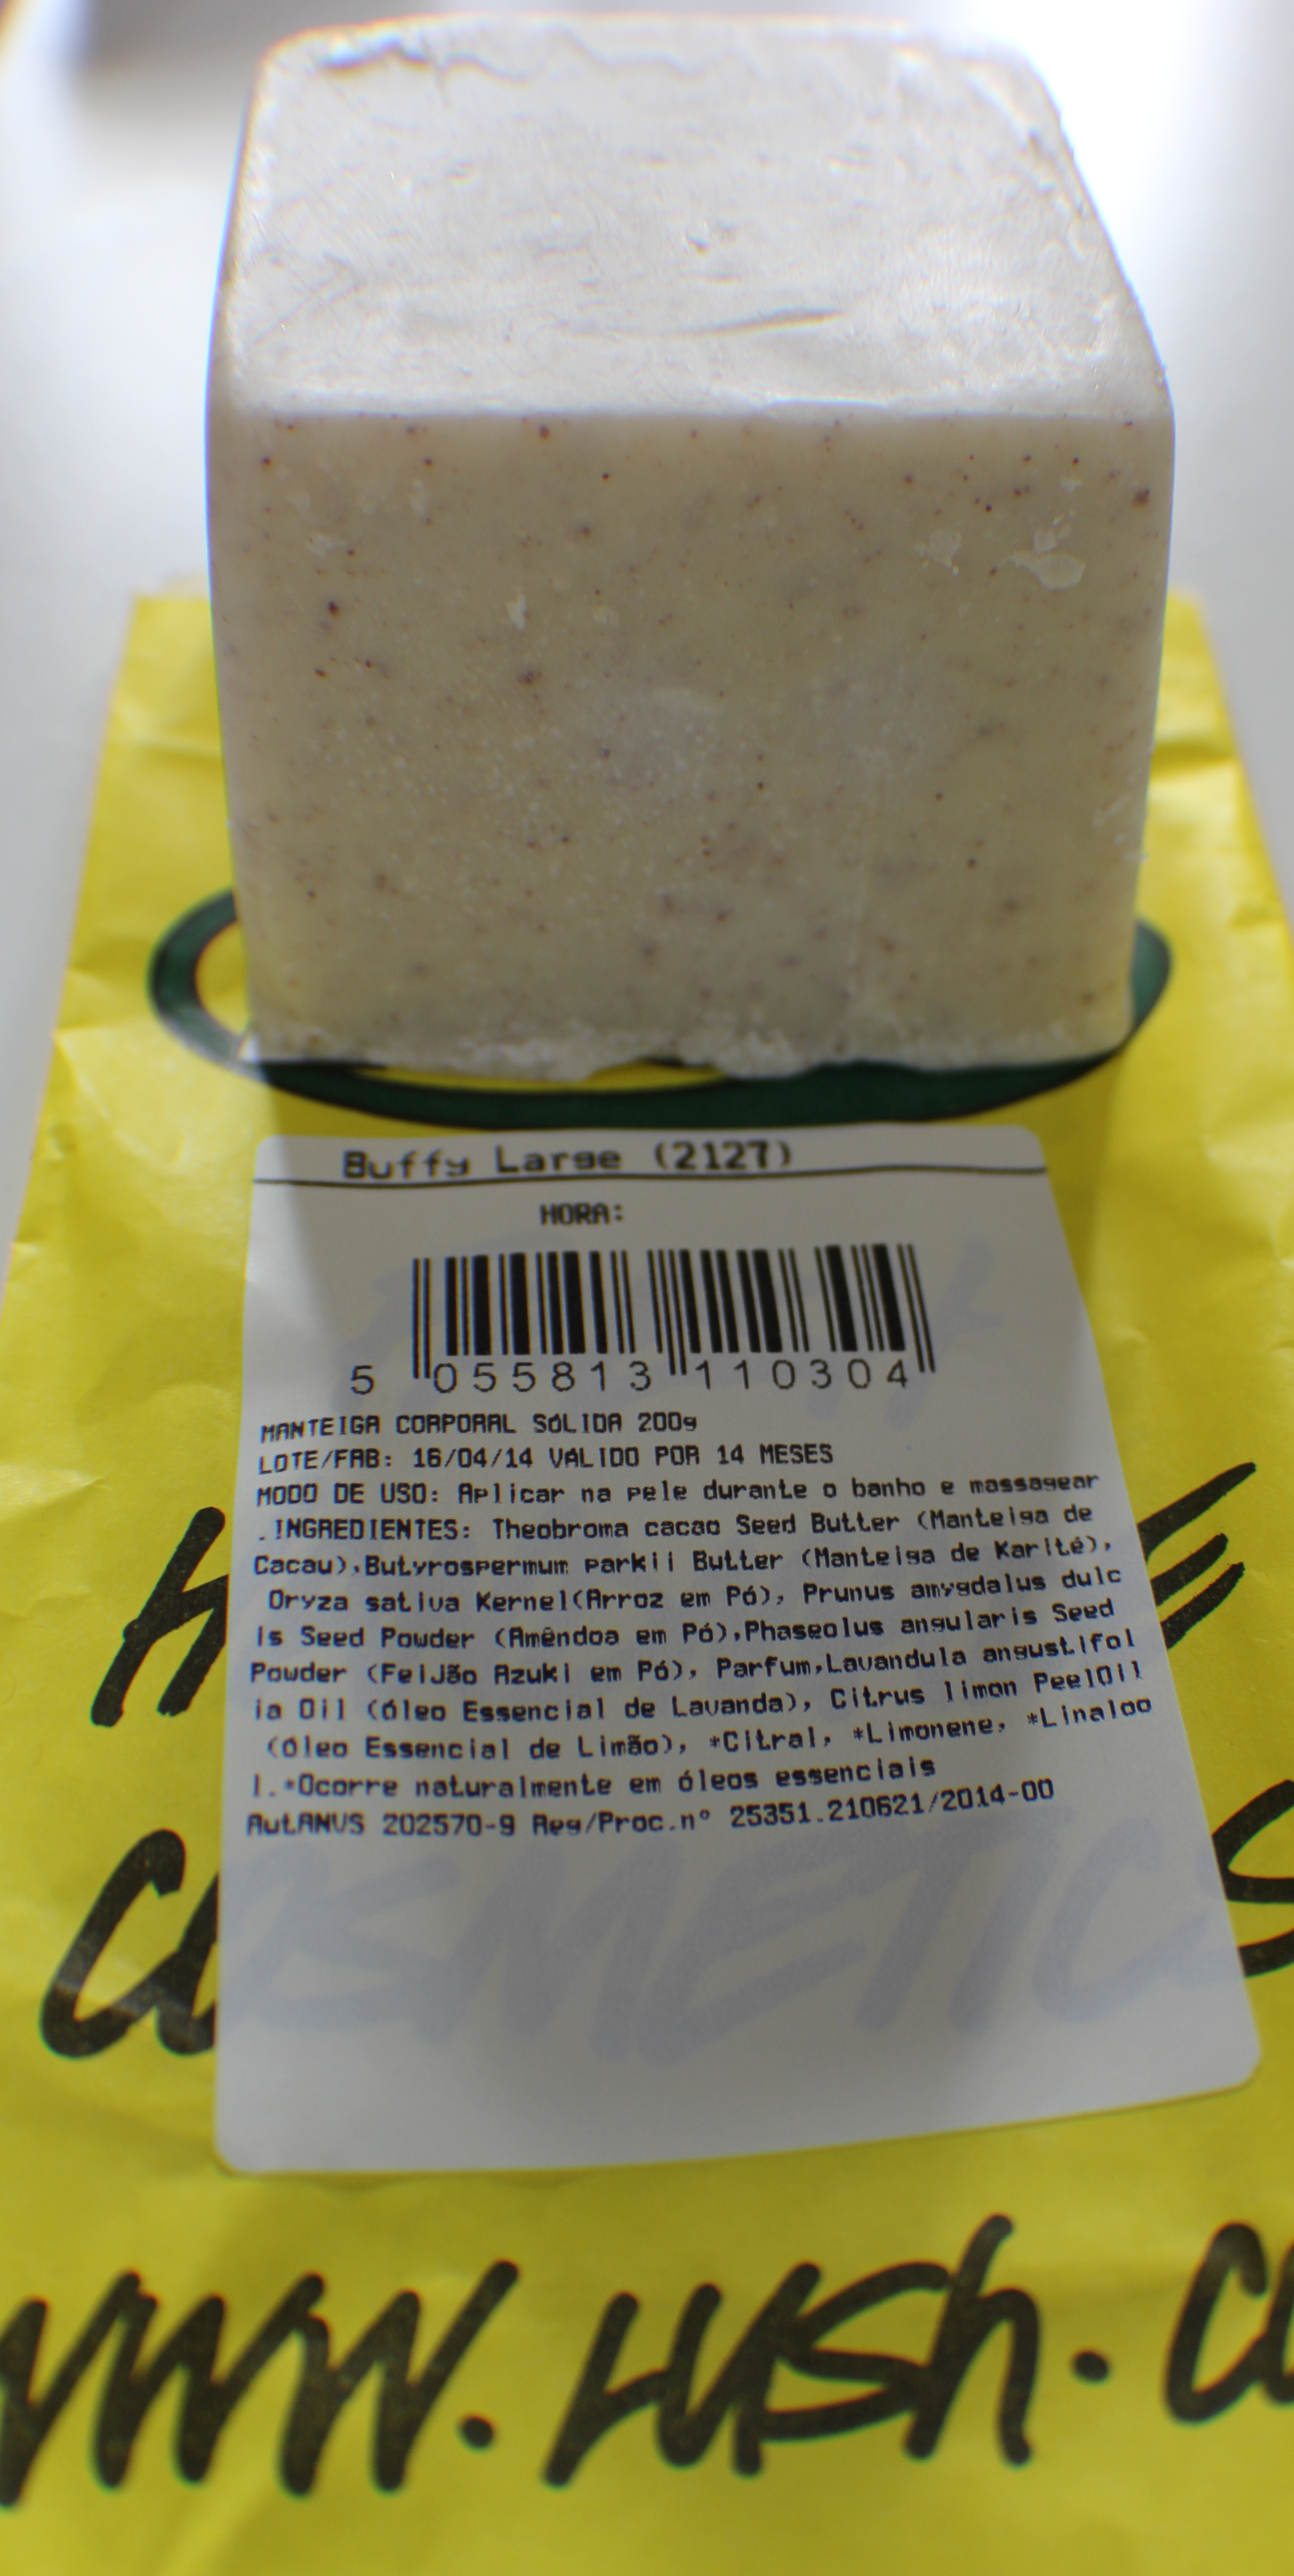 Buffy Large (2127)
HORA:
5 055813 110304
MANTEIGA CORPORAL SÓLIDA 200g
LOTE/FAB: 16/04/14 VÁLIDO POR 14 MESES
MODO DE USO: Aplicar na pele durante o banho e massagear
.INGREDIENTES: Theobroma cacao Seed Butter (Manteiga de
Cacau),Butyrospermum parkii Butter (Manteiga de Karité),
Oryza sativa Kernel(Arroz em Pó), Prunus amygdalus dulc
is Seed Powder (Amêndoa em Pó),Phaseolus angularis Seed
Powder (Feijão Azuki em Pó), Parfum,Lavandula angustifol
ia Oil (Óleo Essencial de Lavanda), Citrus limon PeelOil
(Óleo Essencial de Limão), *Citral, *Limonene, *Linaloo
l.*Ocorre naturalmente em óleos essenciais
AutANVS 202570-9 Reg/Proc.nº 25351.210621/2014-00
COSMETICS
www.lush.co